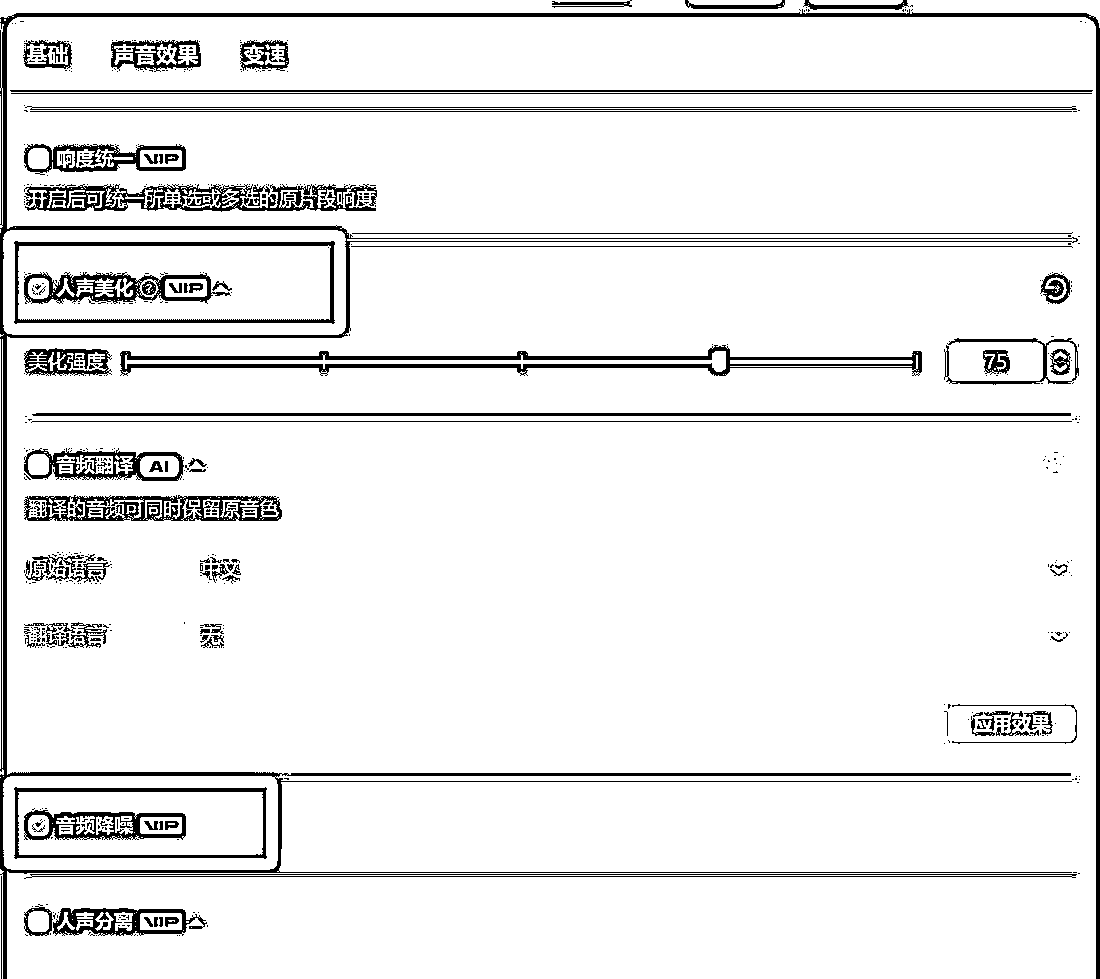 基础 声音效果 变速
响度统一 VIP
开启后可统一所单选或多选的原片段响度
人声美化 ? VIP
美化强度 75
音频翻译 AI
翻译的音频可同时保留原音色
原始语言 中文
翻译语言 无
应用效果
音频降噪 VIP
人声分离 VIP